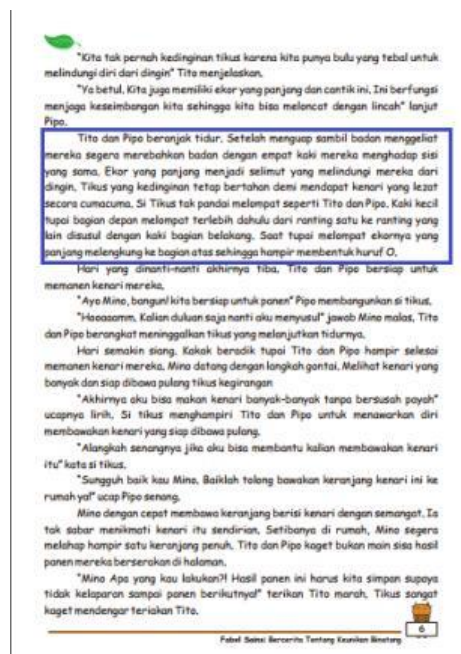 "Kita tak pernah kedinginan tikus karena kita punya bulu yang tebal untuk
melindungi diri dari dingin" Tito menjelaskan.
"Ya betul. Kita juga memiliki ekor yang panjang dan cantik ini. Ini berfungsi
menjaga keseimbangan kita sehingga kita bisa meloncat dengan lincah" lanjut
Pipo.
Tito dan Pipo beranjak tidur. Setelah menguap sambil badan menggeliat
mereka segera merebahkan badan dengan empat kaki mereka menghadap sisi
yang sama. Ekor yang panjang menjadi selimut yang melindungi mereka dari
dingin. Tikus yang kedinginan tetap bertahan demi mendapat kenari yang lezat
secara cumacuma. Si Tikus tak pandai melompat seperti Tito dan Pipo. Kaki kecil
tupai bagian depan melompat terlebih dahulu dari ranting satu ke ranting yang
lain disusul dengan kaki bagian belakang. Saat tupai melompat ekornya yang
panjang melengkung ke bagian atas sehingga hampir membentuk huruf O.
Hari yang dinanti-nanti akhirnya tiba. Tito dan Pipo bersiap untuk
memanen kenari mereka.
"Ayo Mino, bangun! kita bersiap untuk panen" Pipo membangunkan si tikus.
"Hooaaamm. Kalian duluan saja nanti aku menyusul" jawab Mino malas. Tito
dan Pipo berangkat meninggalkan tikus yang melanjutkan tidurnya.
Hari semakin siang. Kakak beradik tupai Tito dan Pipo hampir selesai
memanen kenari mereka. Mino datang dengan langkah gontai. Melihat kenari yang
banyak dan siap dibawa pulang tikus kegirangan
"Akhirnya aku bisa makan kenari banyak-banyak tanpa bersusah payah"
ucapnya lirih. Si tikus menghampiri Tito dan Pipo untuk menawarkan diri
membawakan kenari yang siap dibawa pulang.
"Alangkah senangnya jika aku bisa membantu kalian membawakan kenari
itu" kata si tikus.
"Sungguh baik kau Mino. Baiklah tolong bawakan keranjang kenari ini ke
rumah ya!" ucap Pipo senang.
Mino dengan cepat membawa keranjang berisi kenari dengan semangat. Ia
tak sabar menikmati kenari itu sendirian. Setibanya di rumah, Mino segera
melahap hampir satu keranjang penuh. Tito dan Pipo kaget bukan main sisa hasil
panen mereka berserakan di halaman.
"Mino Apa yang kau lakukan?! Hasil panen ini harus kita simpan supaya
tidak kelaparan sampai panen berikutnya!" terikan Tito marah. Tikus sangat
kaget mendengar teriakan Tito.
6
Fabel Sains: Bercerita Tentang Keunikan Binatang